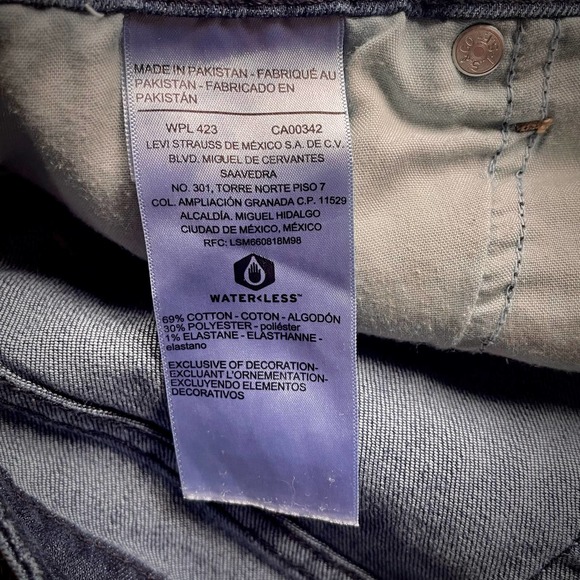 MADE IN PAKISTAN - FABRIQUÉ AU
PAKISTAN - FABRICADO EN
PAKISTÁN
WPL 423 CA00342
LEVI STRAUSS DE MÉXICO S.A. DE C.V.
BLVD. MIGUEL DE CERVANTES
SAAVEDRA
NO. 301, TORRE NORTE PISO 7
COL. AMPLIACIÓN GRANADA C.P. 11529
ALCALDÍA. MIGUEL HIDALGO
CIUDAD DE MÉXICO, MÉXICO
RFC: LSM660818M98
WATER<LESS™
69% COTTON - COTON - ALGODÓN
30% POLYESTER - poliéster
1% ELASTANE - ELASTHANNE -
elastano
EXCLUSIVE OF DECORATION-
EXCLUANT L'ORNEMENTATION-
EXCLUYENDO ELEMENTOS
DECORATIVOS